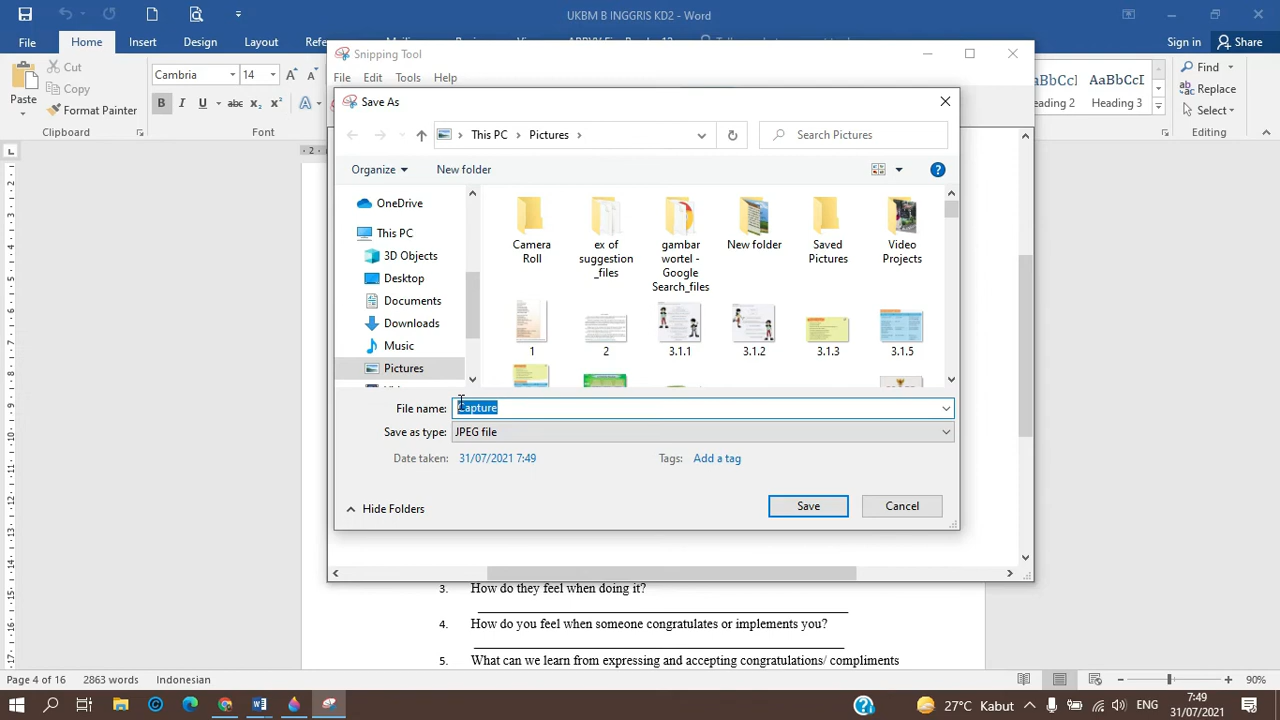 UKBM B INGGRIS KD2 - Word
File
Home
Insert
Design
Layout
Sign in
Share
Paste
Cut
Copy
Format Painter
Clipboard
Cambria
14
B I U abc x₂ x² A
Font
Heading 3
AaBbCcI
Find
Replace
Select
Editing
Snipping Tool
File Edit Tools Help
Save As
This PC > Pictures >
Search Pictures
Organize
New folder
OneDrive
This PC
3D Objects
Desktop
Documents
Downloads
Music
Pictures
Camera
Roll
ex of
suggestion
_files
gambar
wortel -
Google
Search_files
New folder
Saved
Pictures
Video
Projects
1
2
3.1.1
3.1.2
3.1.3
3.1.5
File name: Capture
Save as type: JPEG file
Date taken: 31/07/2021 7:49
Tags: Add a tag
Hide Folders
Save
Cancel
3. How do they feel when doing it?
4. How do you feel when someone congratulates or implements you?
5. What can we learn from expressing and accepting congratulations/ compliments
Page 4 of 16
2863 words
Indonesian
90%
27°C Kabut
ENG
7:49
31/07/2021